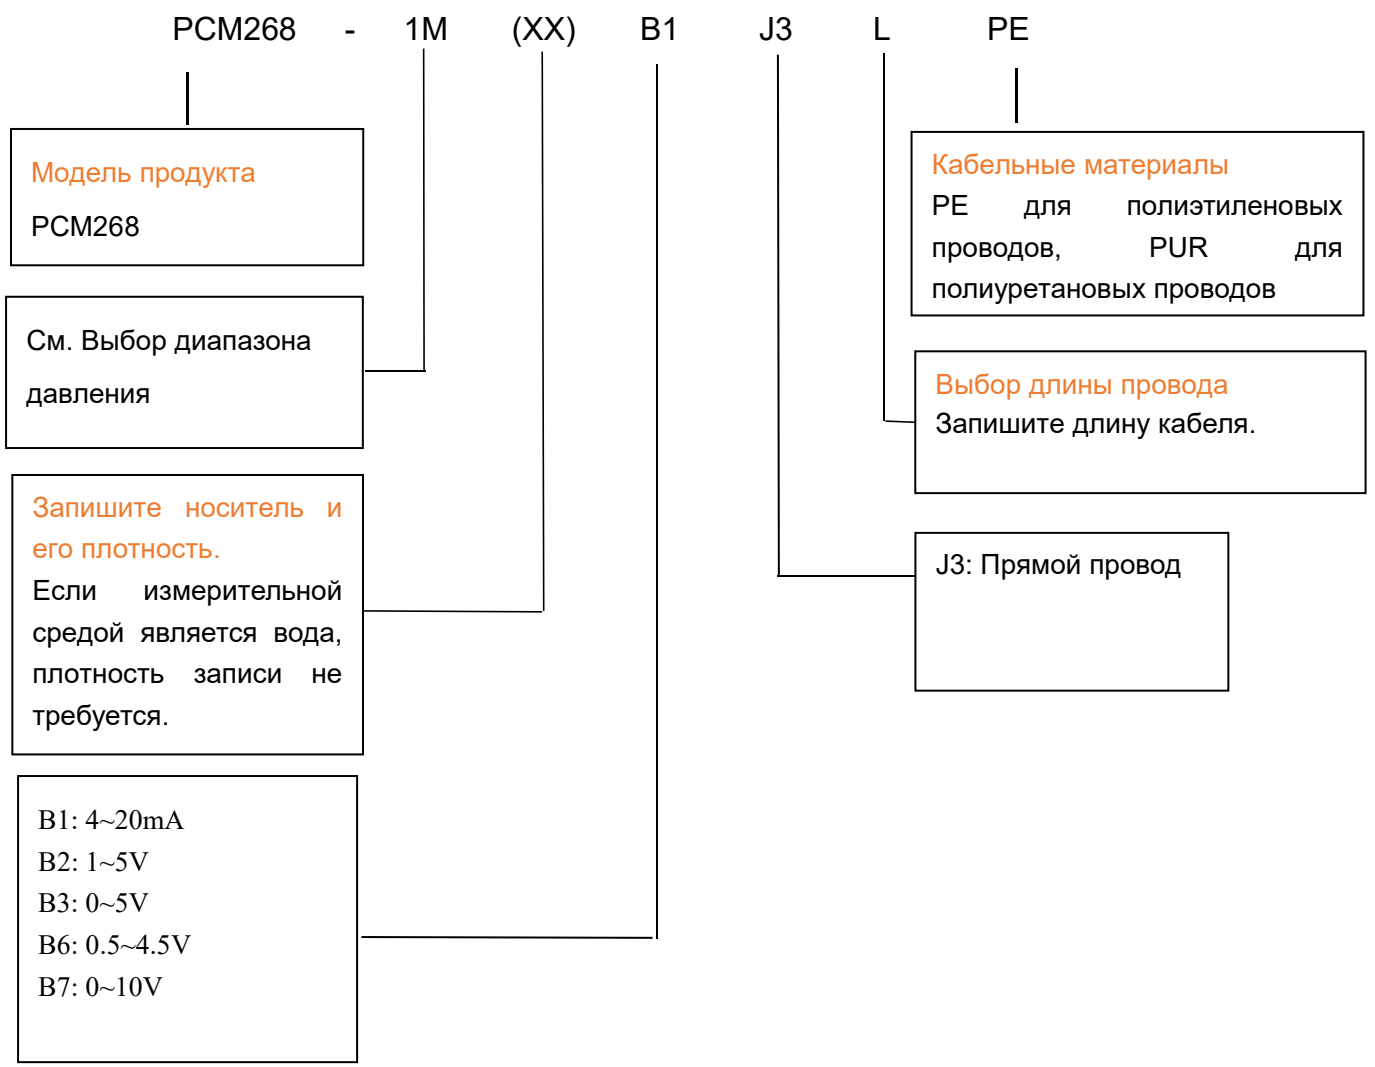 PCM268 - 1M (XX) B1 J3 L PE
Модель продукта
PCM268
См. Выбор диапазона
давления
Запишите носитель и
его плотность.
Если измерительной
средой является вода,
плотность записи не
требуется.
B1: 4~20mA
B2: 1~5V
B3: 0~5V
B6: 0.5~4.5V
B7: 0~10V
Кабельные материалы
PE для полиэтиленовых
проводов, PUR для
полиуретановых проводов
Выбор длины провода
Запишите длину кабеля.
J3: Прямой провод